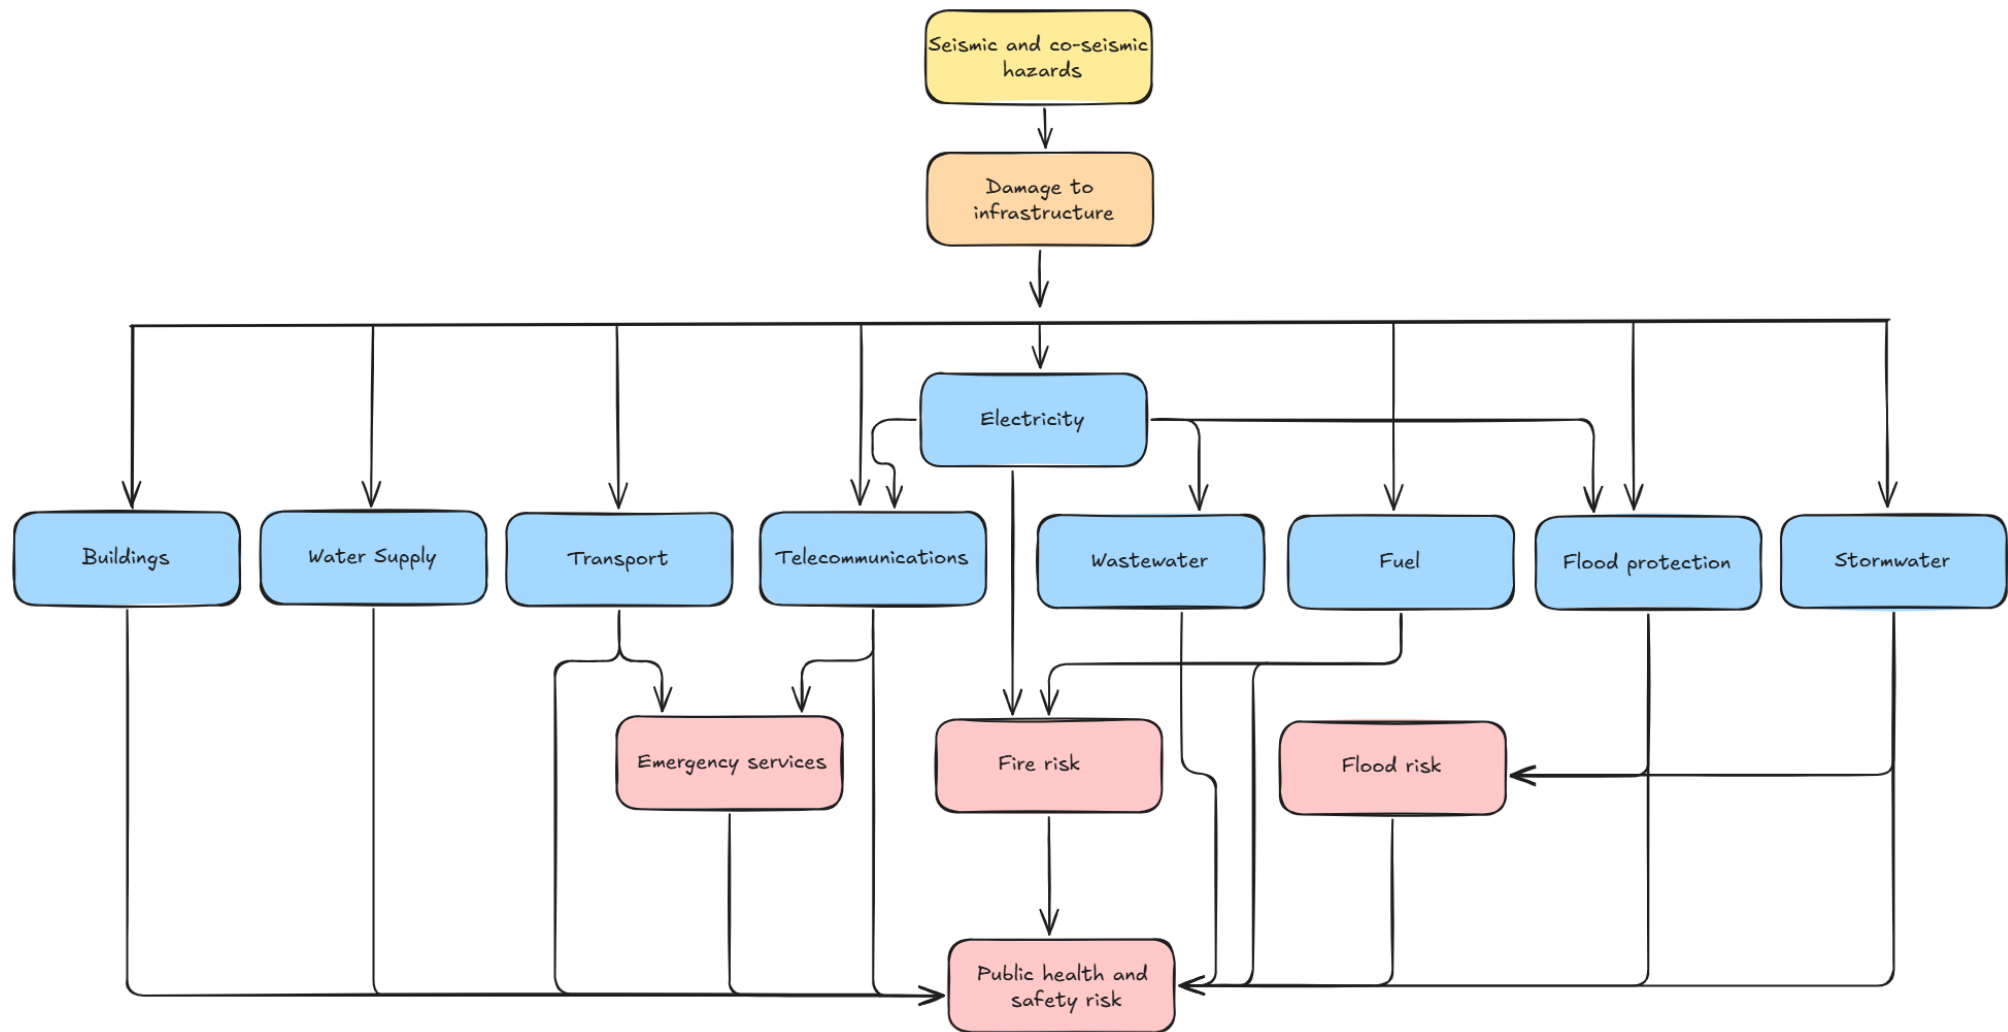 Seismic and co-seismic
hazards
Damage to
infrastructure
Electricity
Buildings
Water Supply
Transport
Telecommunications
Wastewater
Fuel
Flood protection
Stormwater
Emergency services
Fire risk
Flood risk
Public health and
safety risk